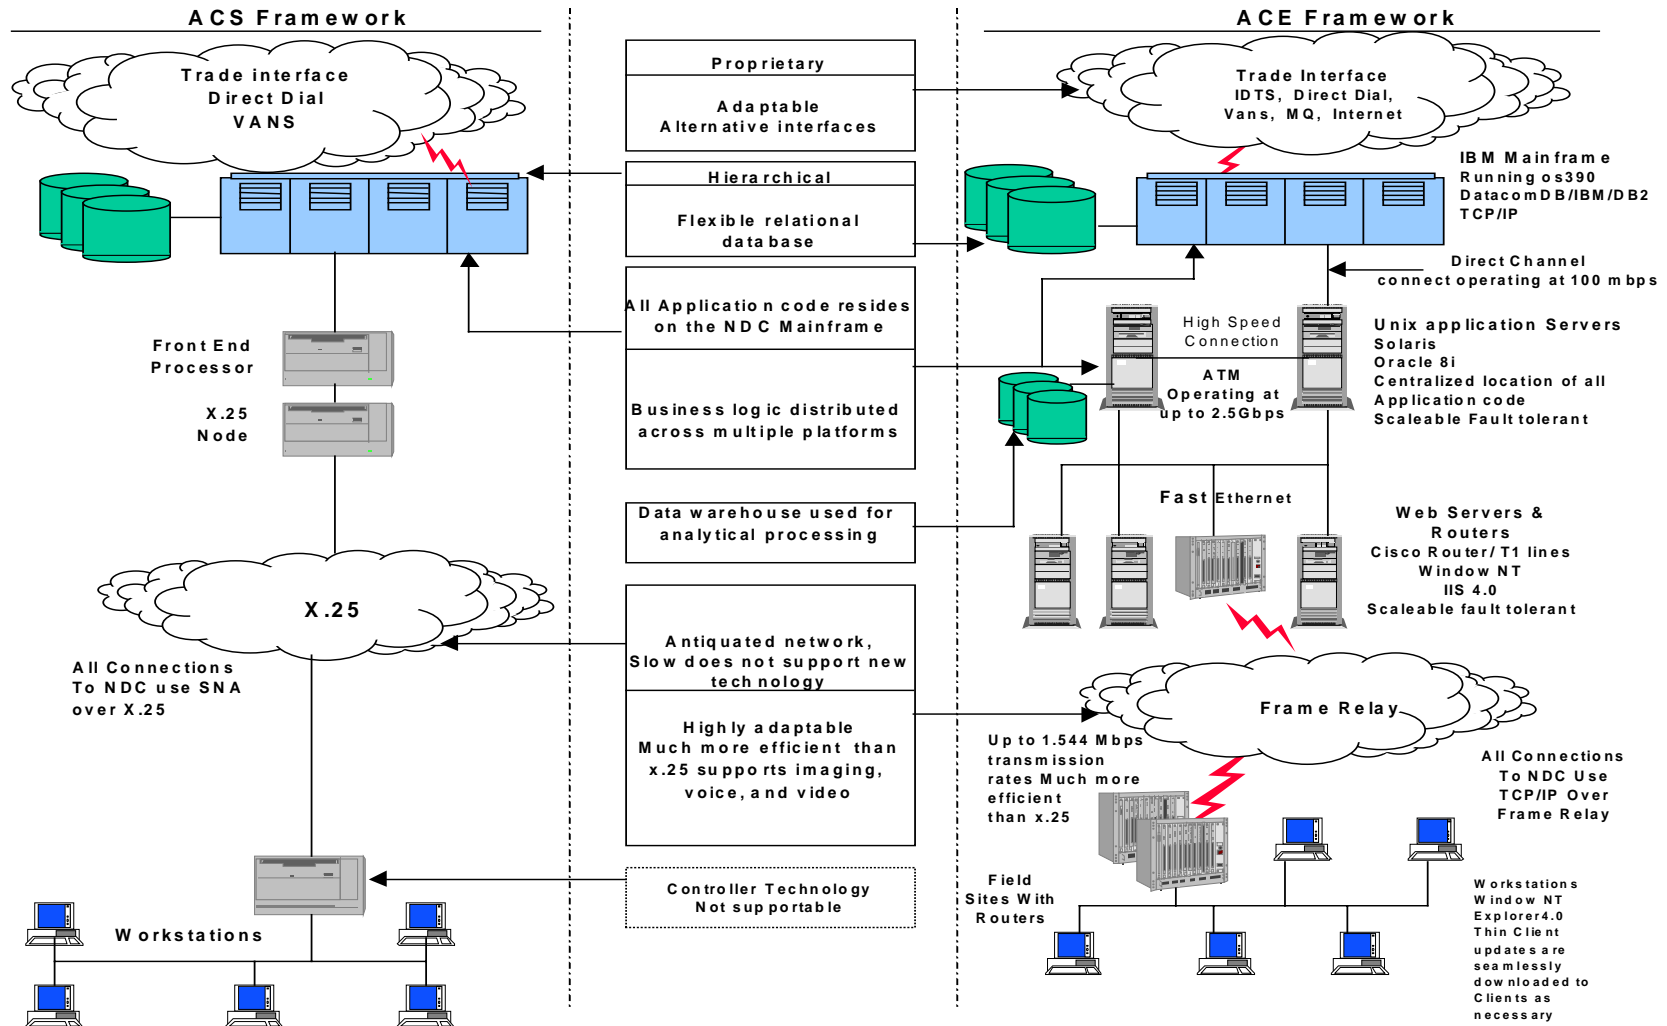 ACS Framework
Trade interface
Direct Dial
VANS
Front End
Processor
X.25
Node
X.25
All Connections
To NDC use SNA
over X.25
Workstations
Proprietary
Adaptable
Alternative interfaces
Hierarchical
Flexible relational
database
All Application code resides
on the NDC Mainframe
Business logic distributed
across multiple platforms
Data warehouse used for
analytical processing
Antiquated network,
Slow does not support new
technology
Highly adaptable
Much more efficient than
x.25 supports imaging,
voice, and video
Controller Technology
Not supportable
ACE Framework
Trade Interface
IDTS, Direct Dial,
Vans, MQ, Internet
IBM Mainframe
Running os390
DatacomDB/IBM/DB2
TCP/IP
Direct Channel
connect operating at 100 mbps
High Speed
Connection
ATM
Operating at
up to 2.5Gbps
Unix application Servers
Solaris
Oracle 8i
Centralized location of all
Application code
Scaleable Fault tolerant
Fast Ethernet
Web Servers &
Routers
Cisco Router/ T1 lines
Window NT
IIS 4.0
Scaleable fault tolerant
Frame Relay
Up to 1.544 Mbps
transmission
rates Much more
efficient
than x.25
All Connections
To NDC Use
TCP/IP Over
Frame Relay
Field
Sites With
Routers
Workstations
Window NT
Explorer4.0
Thin Client
updates are
seamlessly
downloaded to
Clients as
necessary